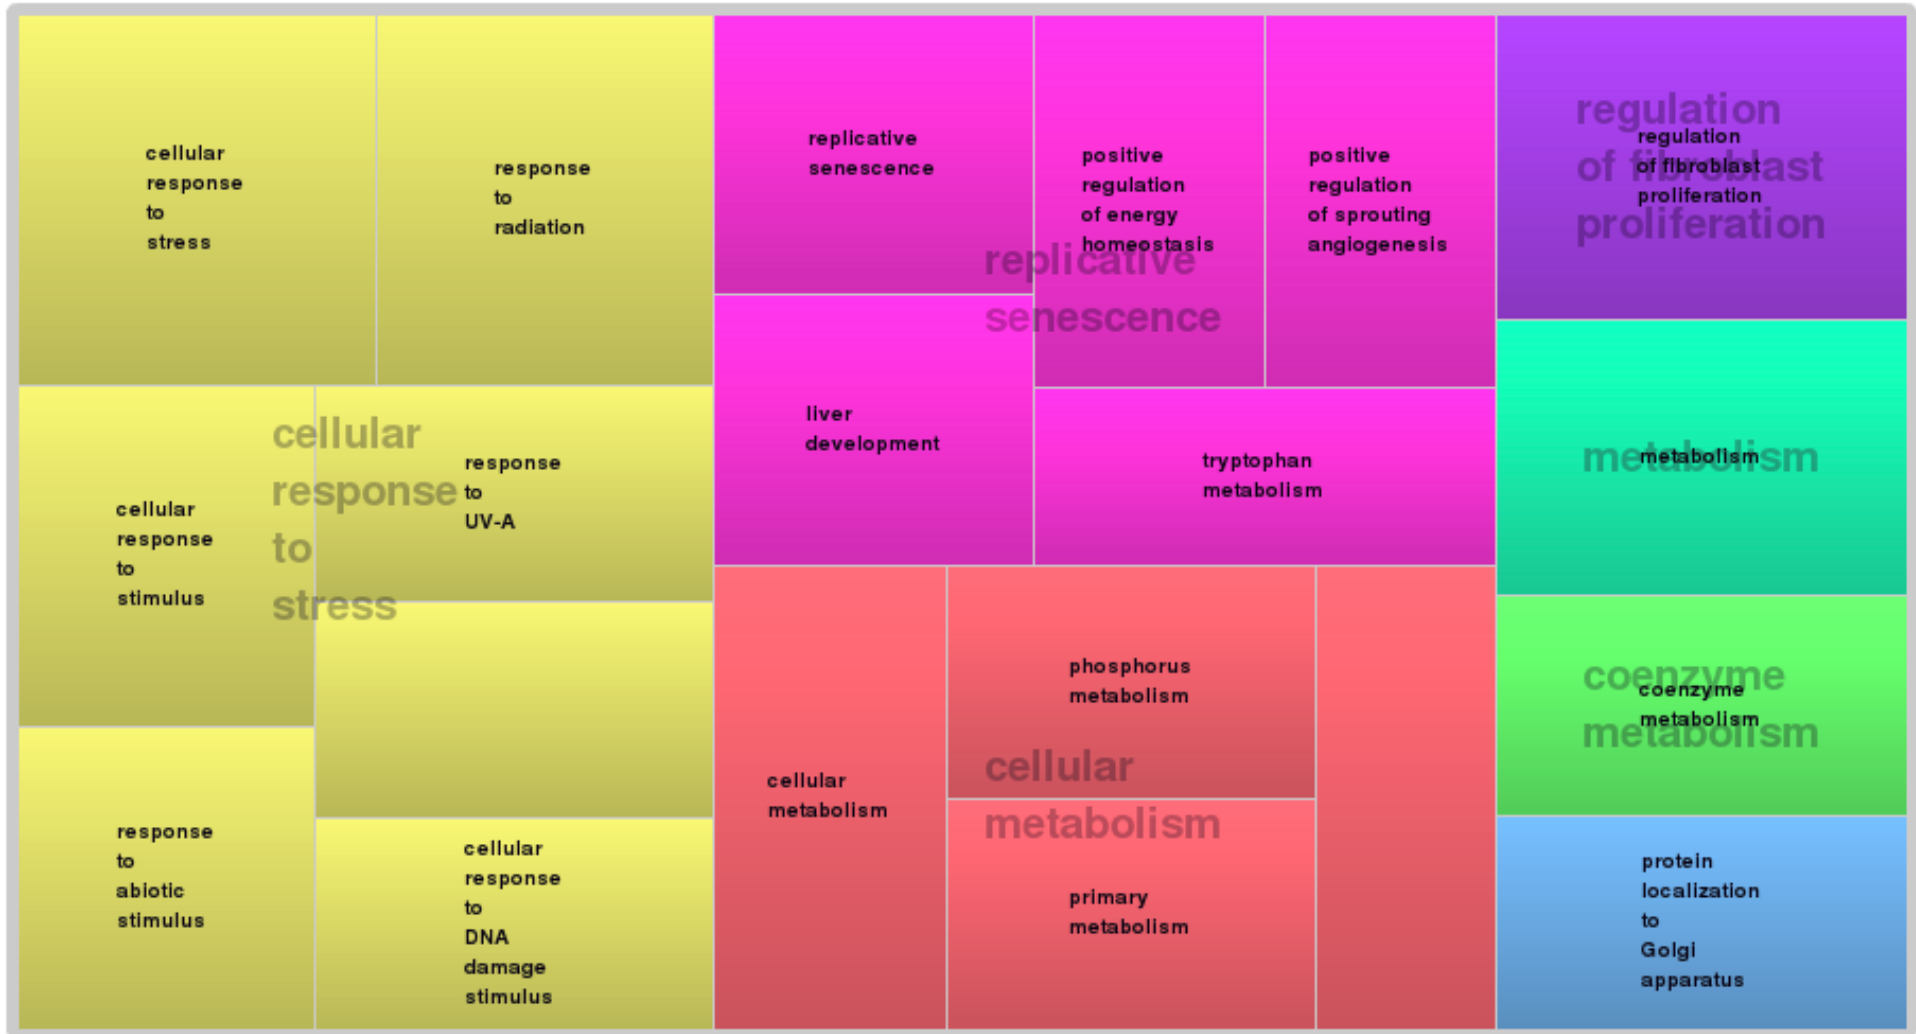 cellular
response
to
stress
response
to
radiation
cellular
response
to
stimulus
response
to
UV-A
response
to
abiotic
stimulus
cellular
response
to
DNA
damage
stimulus
cellular
response
to
stress
replicative
senescence
positive
regulation
of energy
homeostasis
positive
regulation
of sprouting
angiogenesis
liver
development
tryptophan
metabolism
replicative
senescence
cellular
metabolism
phosphorus
metabolism
primary
metabolism
cellular
metabolism
regulation
of fibroblast
proliferation
regulation
of fibroblast
proliferation
metabolism
metabolism
coenzyme
metabolism
coenzyme
metabolism
protein
localization
to
Golgi
apparatus